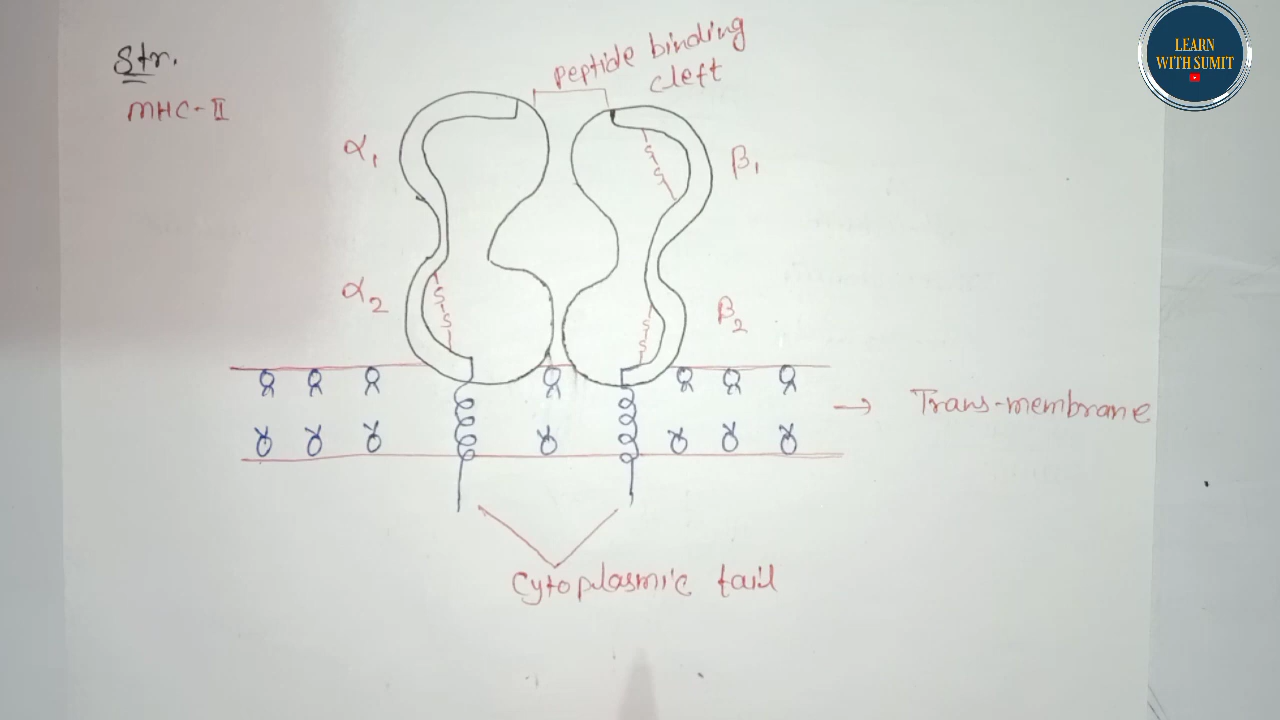 Str.
MHC-II
Peptide binding
cleft
α1
β1
S
S
α2
S
S
β2
S
S
Trans-membrane
Cytoplasmic tail
LEARN
WITH SUMIT